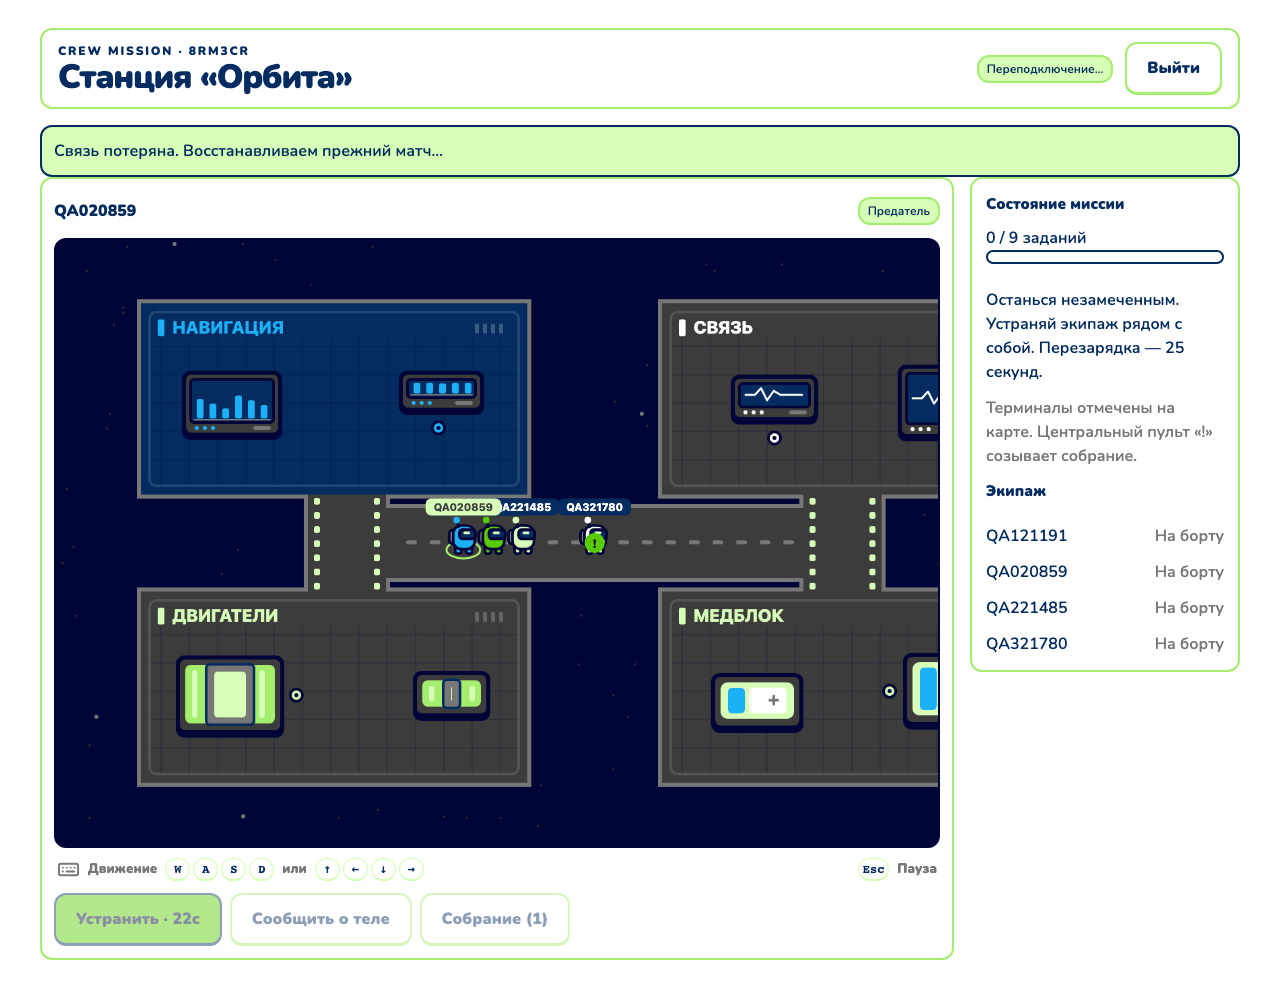 CREW MISSION · 8RM3CR
Станция «Орбита»
Переподключение...
Выйти
Связь потеряна. Восстанавливаем прежний матч...
QA020859
Предатель
НАВИГАЦИЯ
СВЯЗЬ
QA020859
A221485
QA321780
!
ДВИГАТЕЛИ
МЕДБЛОК
Движение W A S D или ↑ ← ↓ →
Esc Пауза
Устранить · 22с
Сообщить о теле
Собрание (1)
Состояние миссии
0 / 9 заданий
Останься незамеченным.
Устраняй экипаж рядом с
собой. Перезарядка — 25
секунд.
Терминалы отмечены на
карте. Центральный пульт «!»
созывает собрание.
Экипаж
QA121191 На борту
QA020859 На борту
QA221485 На борту
QA321780 На борту